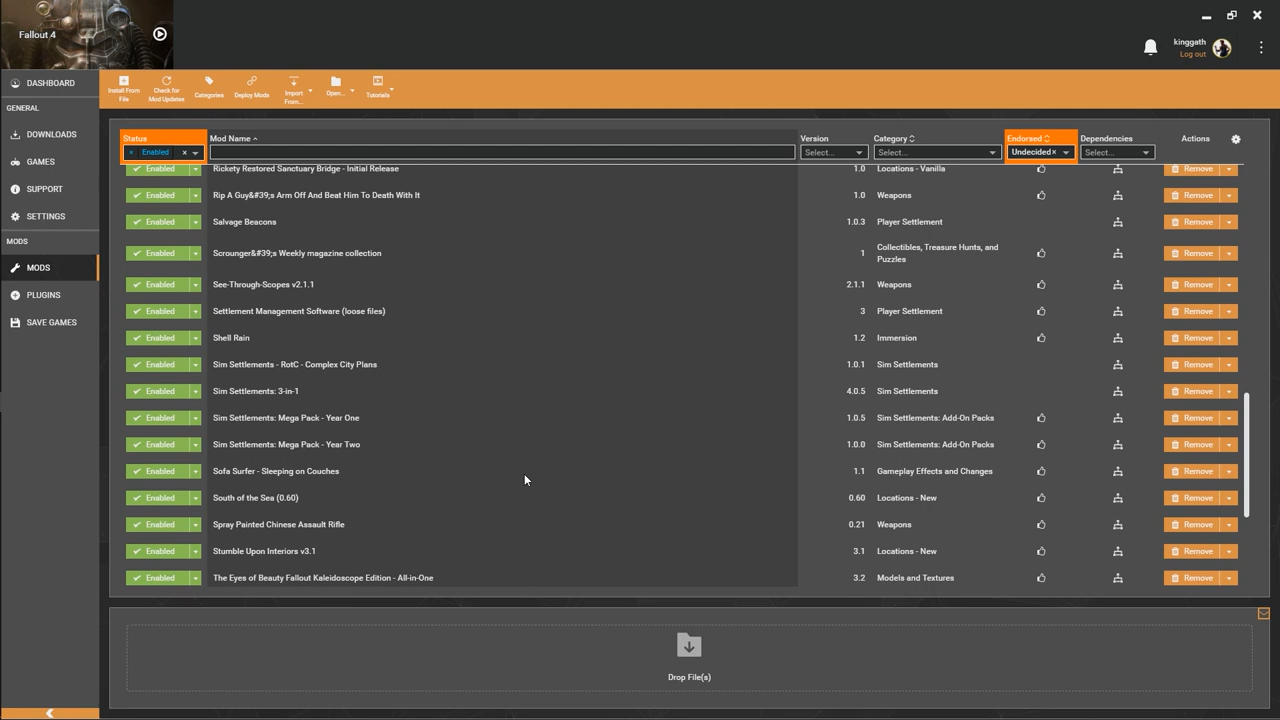 Fallout 4
kinggath
Log out
DASHBOARD
GENERAL
DOWNLOADS
GAMES
SUPPORT
SETTINGS
MODS
MODS
PLUGINS
SAVE GAMES
Install From
File
Check for
Mod Updates
Categories
Deploy Mods
Import
From...
Open...
Tutorials
Status Mod Name Version Category Endorsed Dependencies Actions
× Enabled × Select... Select... Undecided× Select...
Enabled Rickety Restored Sanctuary Bridge - Initial Release 1.0 Locations - Vanilla Remove
Enabled Rip A Guy&#39;s Arm Off And Beat Him To Death With It 1.0 Weapons Remove
Enabled Salvage Beacons 1.0.3 Player Settlement Remove
Enabled Scrounger&#39;s Weekly magazine collection 1 Collectibles, Treasure Hunts, and
Puzzles Remove
Enabled See-Through-Scopes v2.1.1 2.1.1 Weapons Remove
Enabled Settlement Management Software (loose files) 3 Player Settlement Remove
Enabled Shell Rain 1.2 Immersion Remove
Enabled Sim Settlements - RotC - Complex City Plans 1.0.1 Sim Settlements Remove
Enabled Sim Settlements: 3-in-1 4.0.5 Sim Settlements Remove
Enabled Sim Settlements: Mega Pack - Year One 1.0.5 Sim Settlements: Add-On Packs Remove
Enabled Sim Settlements: Mega Pack - Year Two 1.0.0 Sim Settlements: Add-On Packs Remove
Enabled Sofa Surfer - Sleeping on Couches 1.1 Gameplay Effects and Changes Remove
Enabled South of the Sea (0.60) 0.60 Locations - New Remove
Enabled Spray Painted Chinese Assault Rifle 0.21 Weapons Remove
Enabled Stumble Upon Interiors v3.1 3.1 Locations - New Remove
Enabled The Eyes of Beauty Fallout Kaleidoscope Edition - All-in-One 3.2 Models and Textures Remove
Drop File(s)